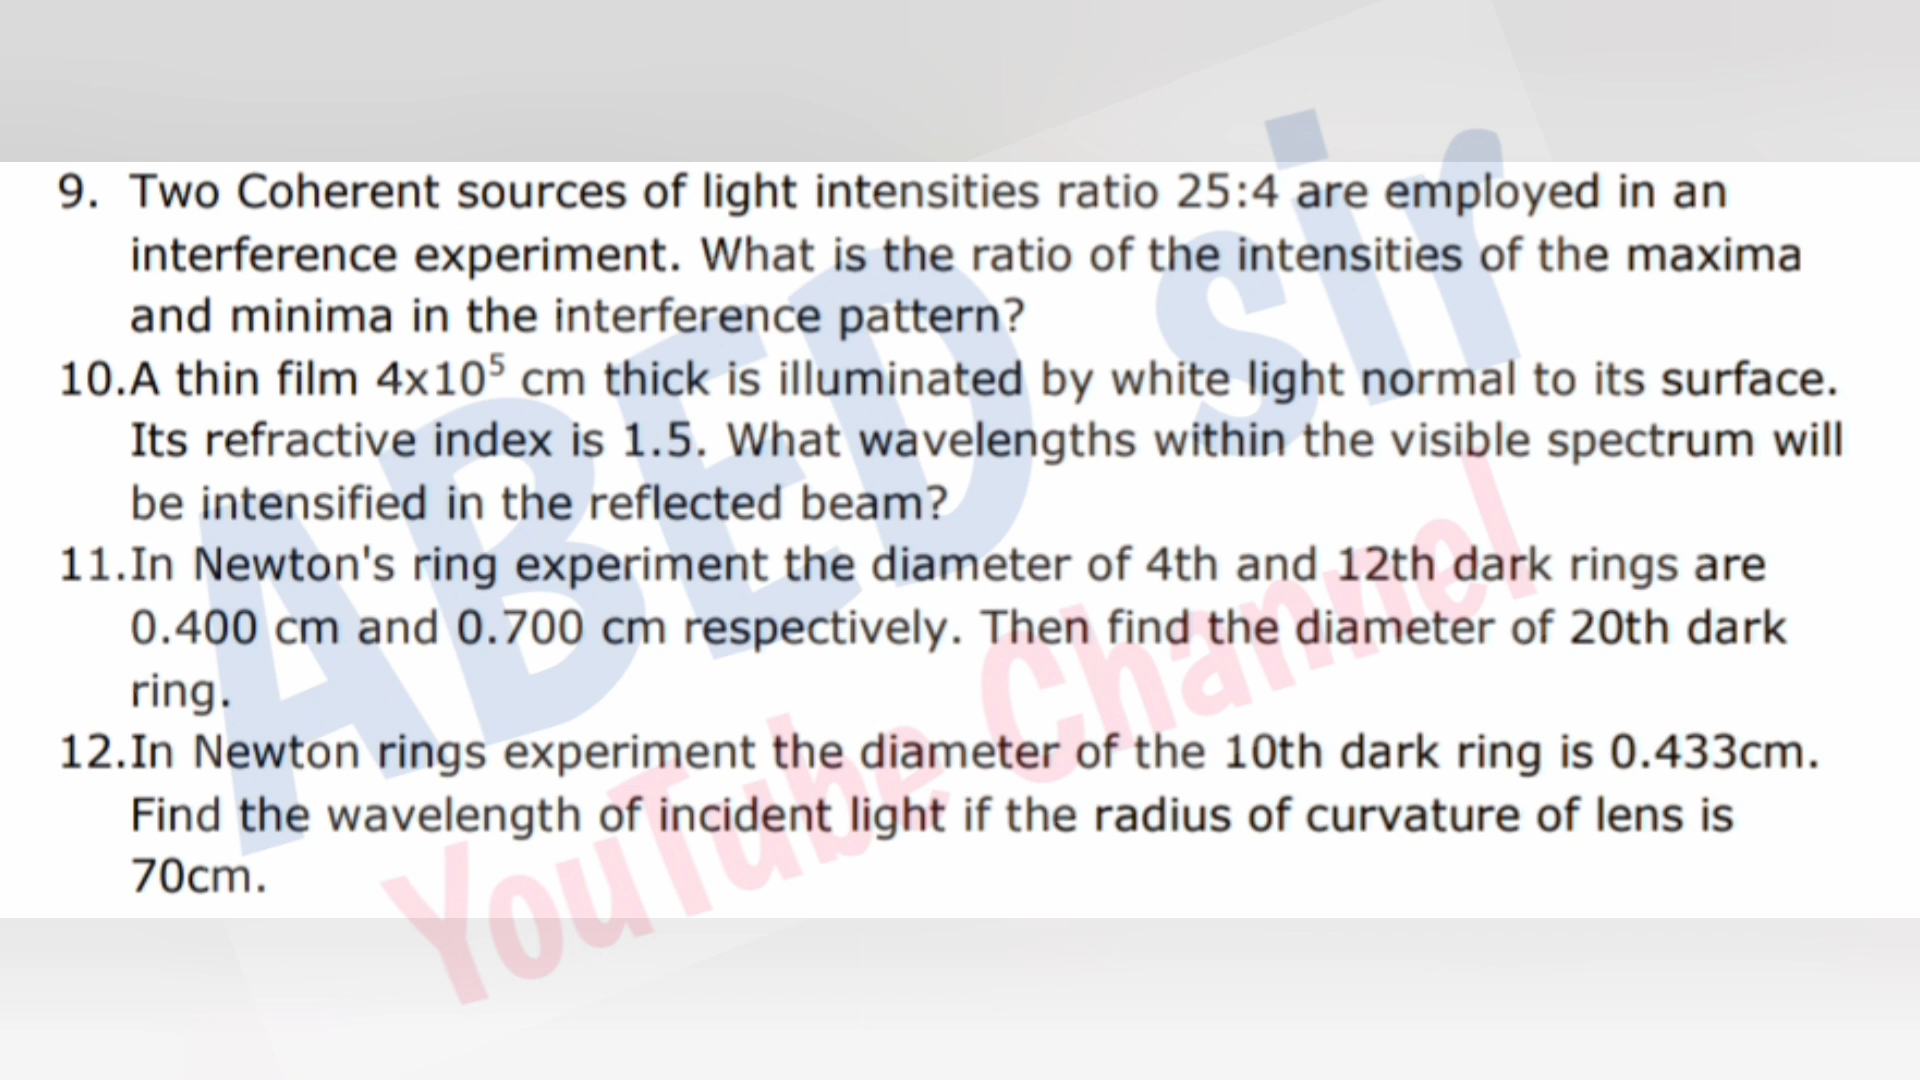 9. Two Coherent sources of light intensities ratio 25:4 are employed in an
interference experiment. What is the ratio of the intensities of the maxima
and minima in the interference pattern?
10.A thin film 4x10⁵ cm thick is illuminated by white light normal to its surface.
Its refractive index is 1.5. What wavelengths within the visible spectrum will
be intensified in the reflected beam?
11.In Newton's ring experiment the diameter of 4th and 12th dark rings are
0.400 cm and 0.700 cm respectively. Then find the diameter of 20th dark
ring.
12.In Newton rings experiment the diameter of the 10th dark ring is 0.433cm.
Find the wavelength of incident light if the radius of curvature of lens is
70cm.
ABED sir
YouTube Channel